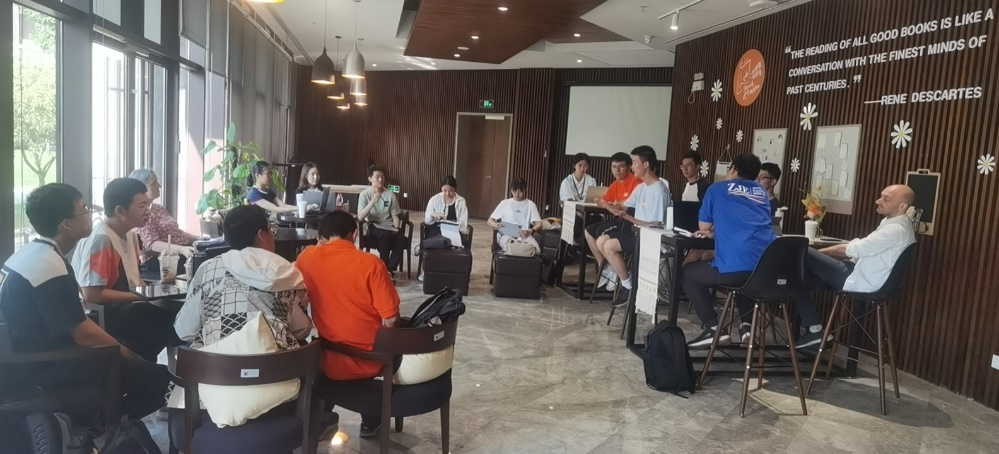 “THE READING OF ALL GOOD BOOKS IS LIKE A
CONVERSATION WITH THE FINEST MINDS OF
PAST CENTURIES.”
—RENE DESCARTES